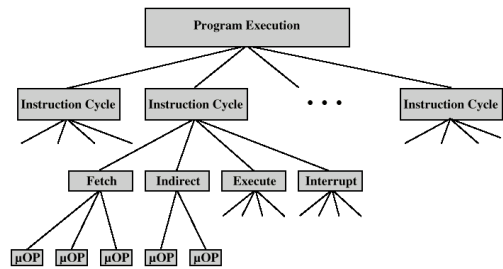 Program Execution
Instruction Cycle
Instruction Cycle
• • •
Instruction Cycle
Fetch
Indirect
Execute
Interrupt
µOP
µOP
µOP
µOP
µOP